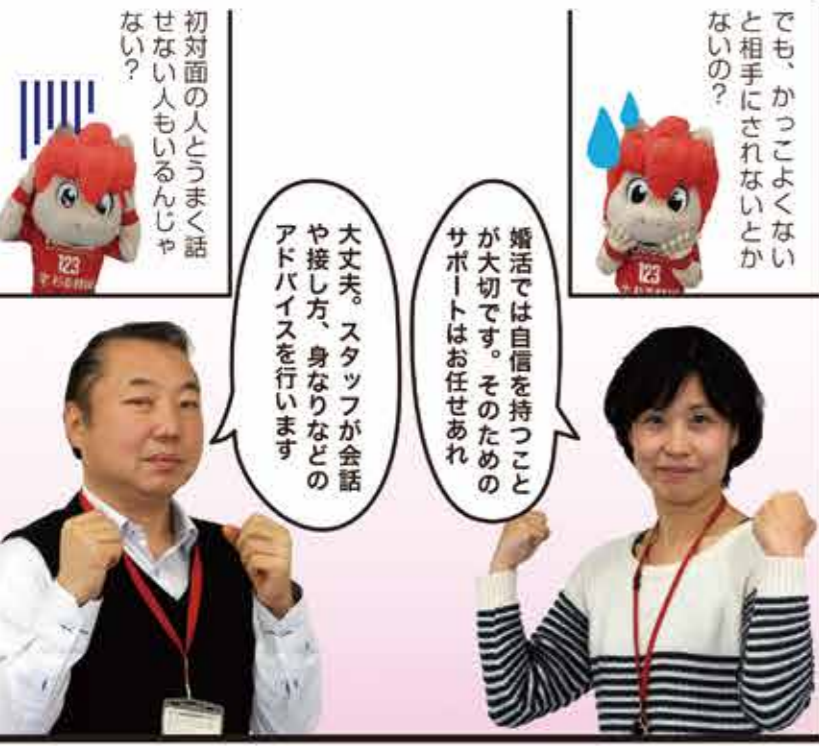 でも、かっこよくない
と相手にされないとか
ないの？
123
婚活では自信を持つこと
が大切です。そのための
サポートはお任せあれ
初対面の人とうまく話
せない人もいるんじゃ
ない？
123
大丈夫。スタッフが会話
や接し方、身なりなどの
アドバイスを行います